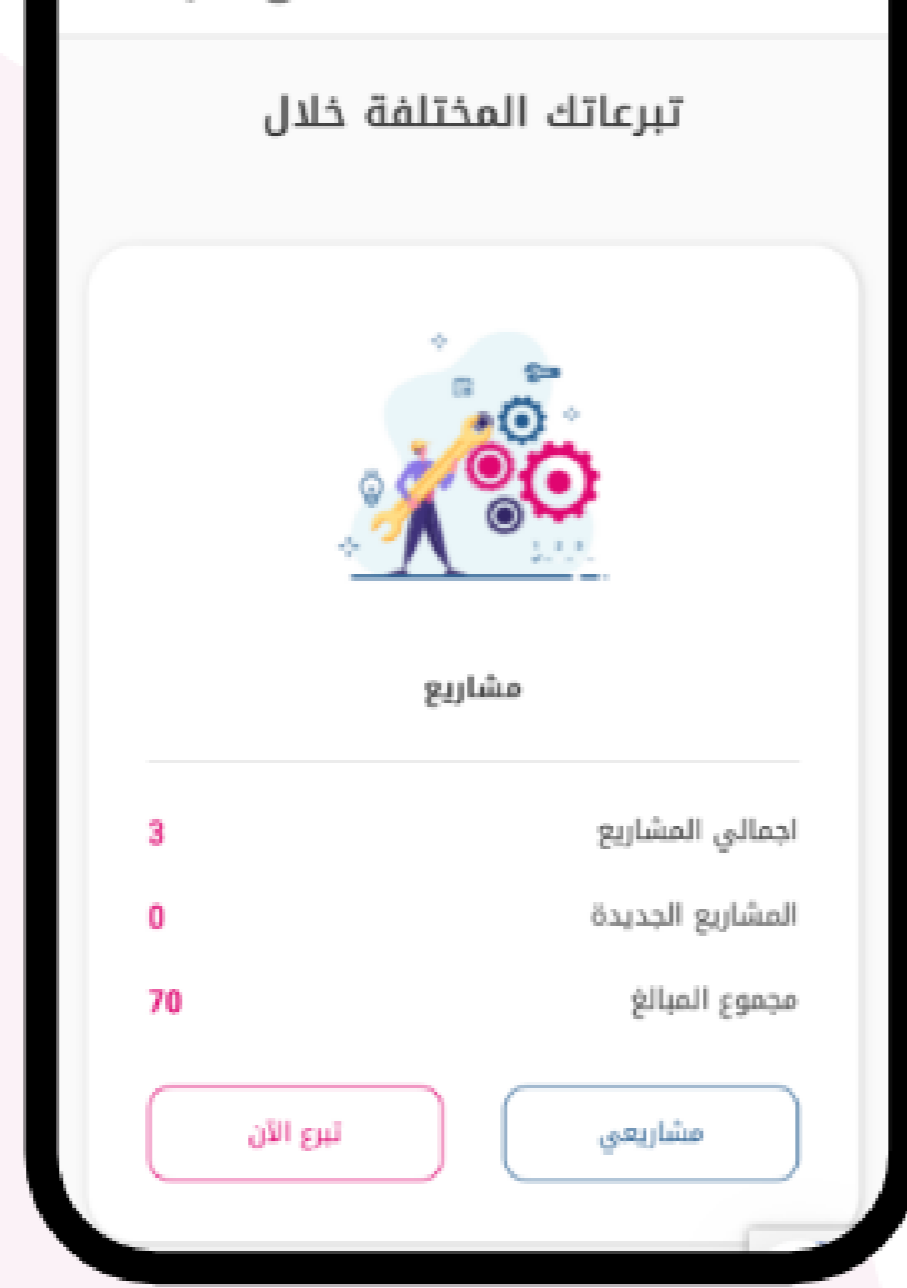 تبرعاتك المختلفة خلال
مشاريع
اجمالي المشاريع 3
المشاريع الجديدة 0
مجموع المبالغ 70
مشاريعي
تبرع الآن